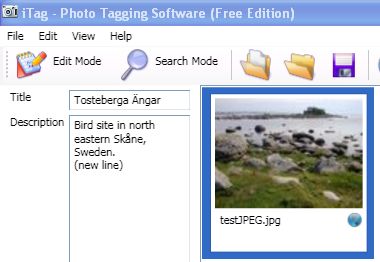 iTag - Photo Tagging Software (Free Edition)
File Edit View Help
Edit Mode Search Mode
Title Tosteberga Ängar
Description Bird site in north
eastern Skåne,
Sweden.
(new line)
testJPEG.jpg